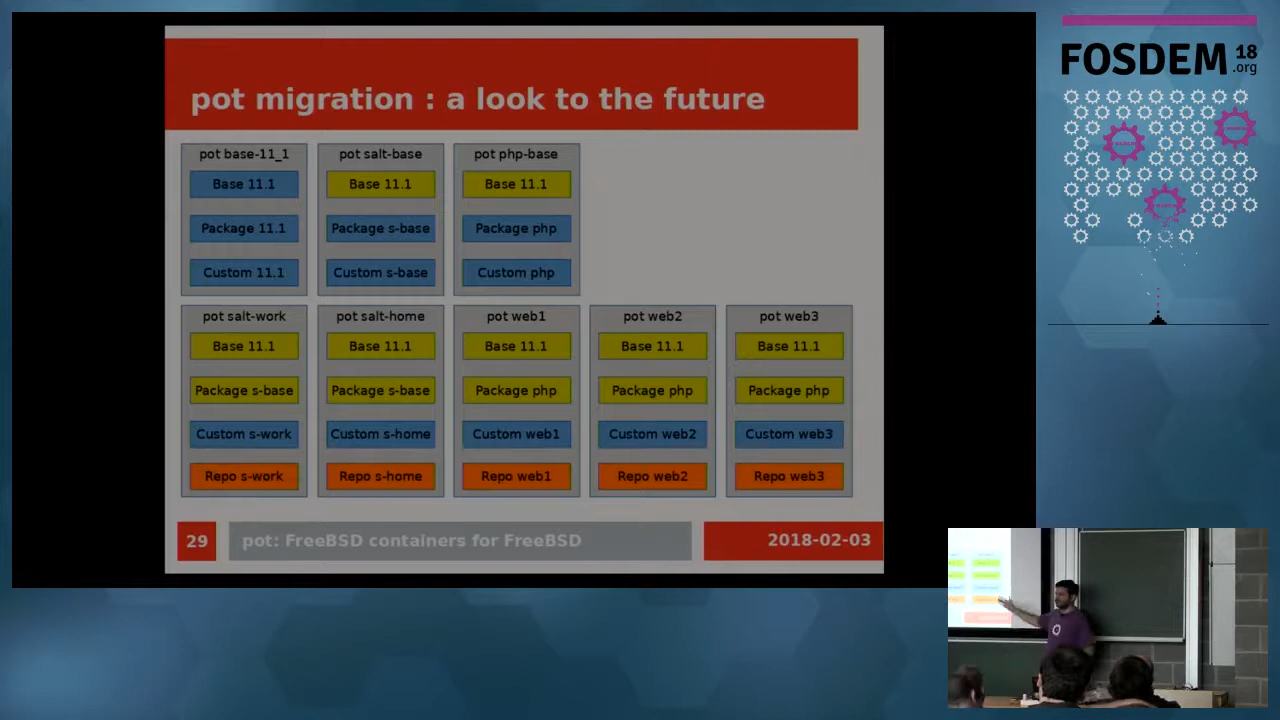 pot migration : a look to the future
pot base-11_1
Base 11.1
Package 11.1
Custom 11.1
pot salt-base
Base 11.1
Package s-base
Custom s-base
pot php-base
Base 11.1
Package php
Custom php
pot salt-work
Base 11.1
Package s-base
Custom s-work
Repo s-work
pot salt-home
Base 11.1
Package s-base
Custom s-home
Repo s-home
pot web1
Base 11.1
Package php
Custom web1
Repo web1
pot web2
Base 11.1
Package php
Custom web2
Repo web2
pot web3
Base 11.1
Package php
Custom web3
Repo web3
29
pot: FreeBSD containers for FreeBSD
2018-02-03
FOSDEM 18
.org